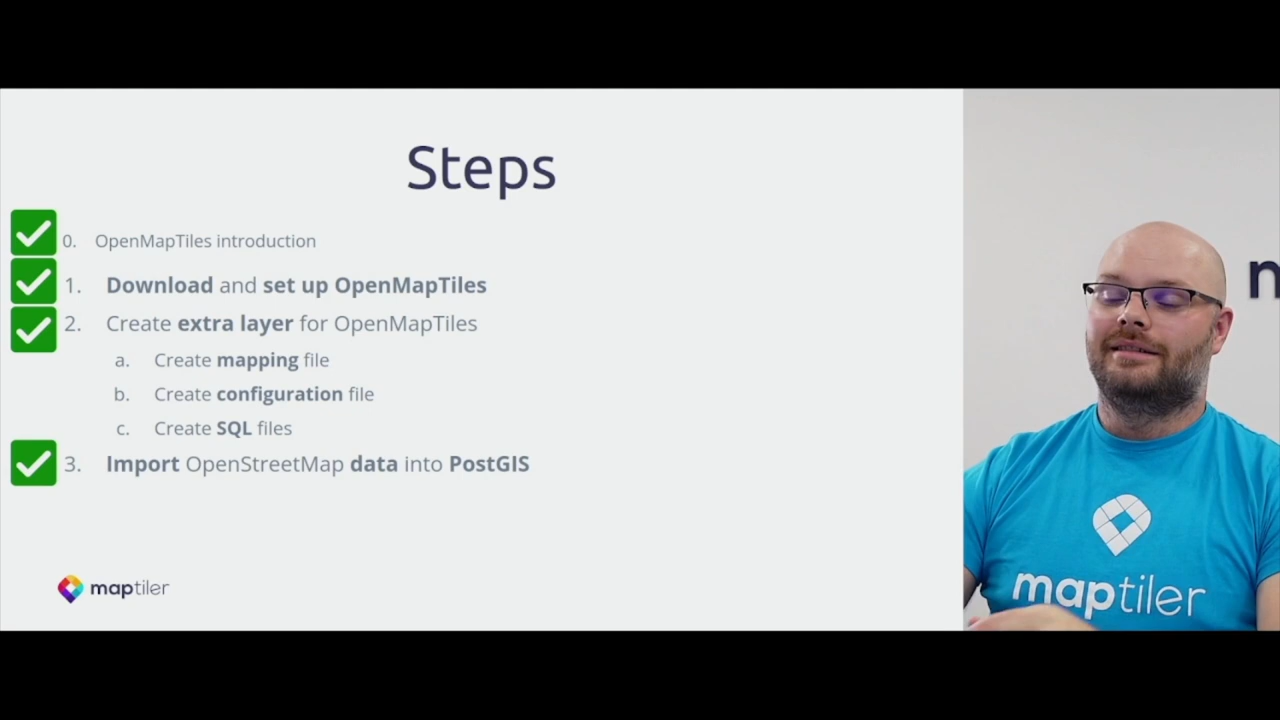 Steps
0. OpenMapTiles introduction
1. Download and set up OpenMapTiles
2. Create extra layer for OpenMapTiles
a. Create mapping file
b. Create configuration file
c. Create SQL files
3. Import OpenStreetMap data into PostGIS
maptiler
maptiler